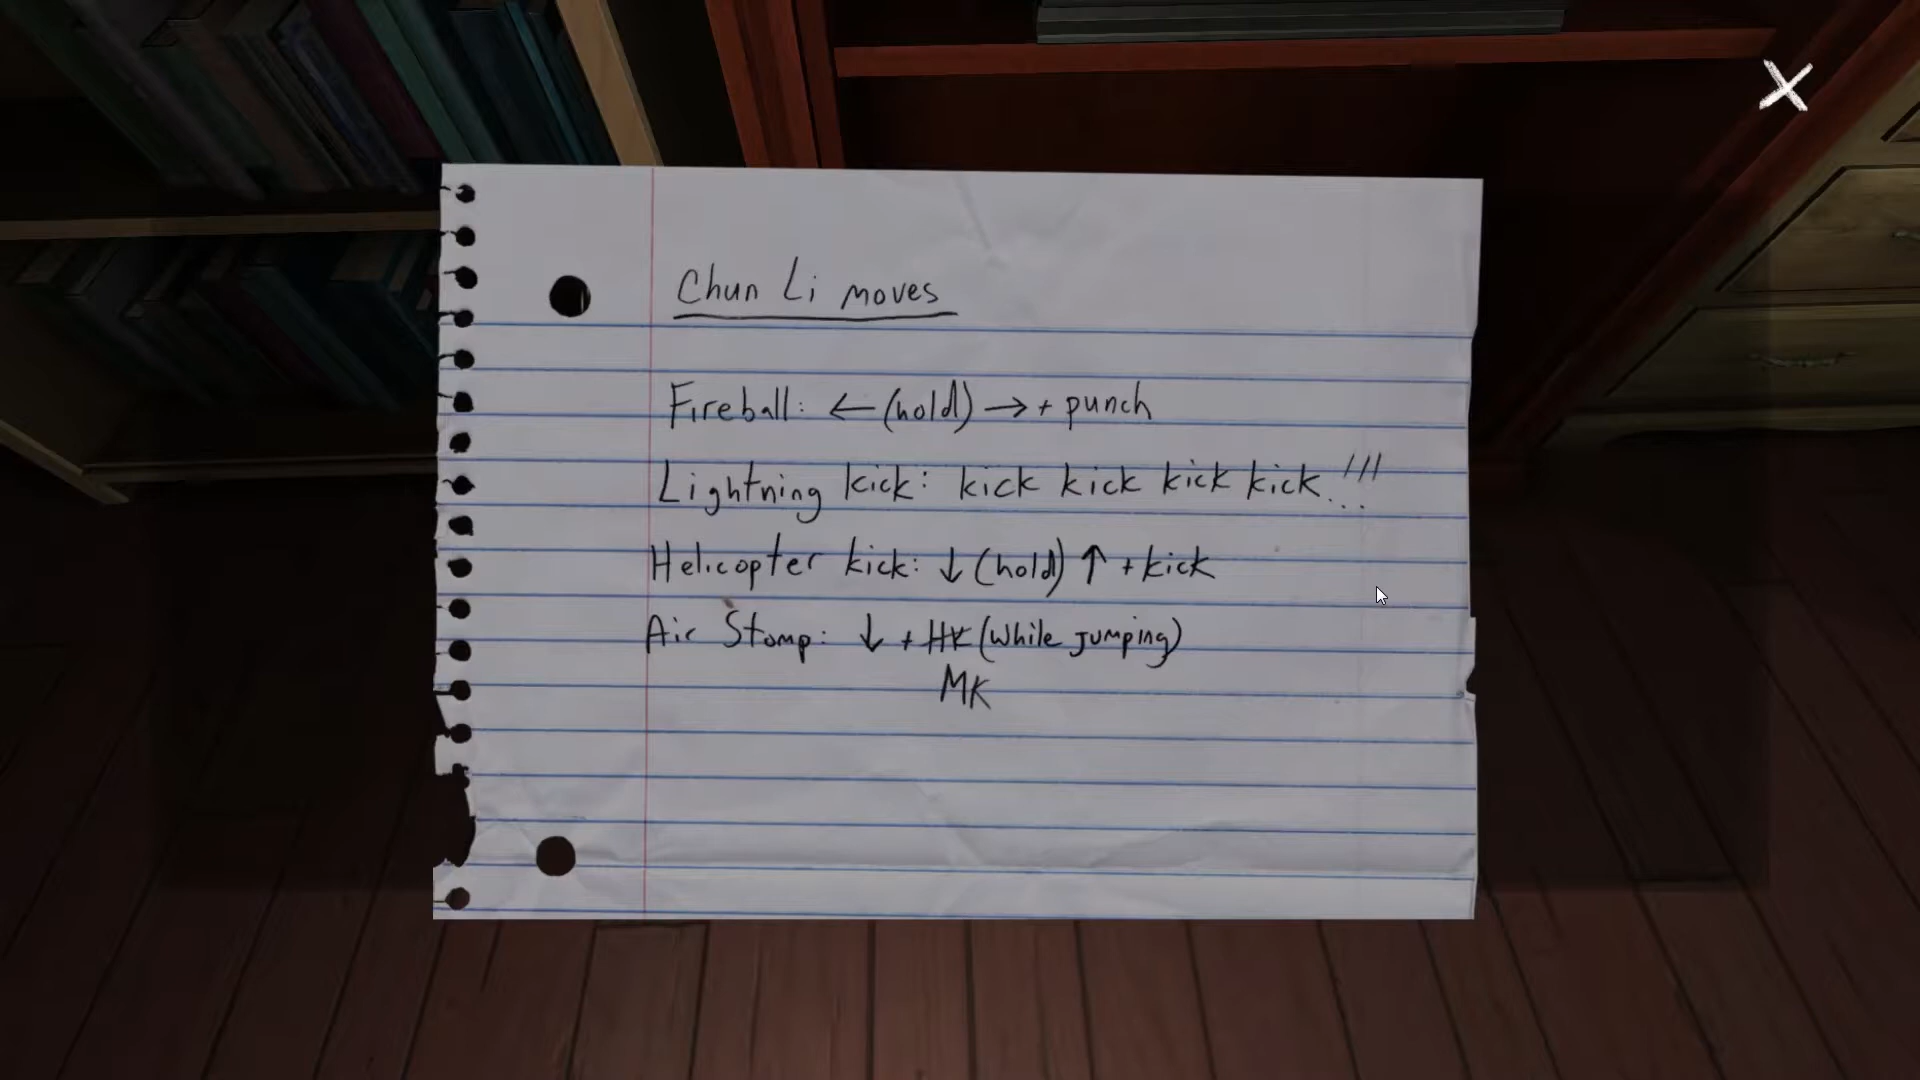 Chun Li moves
Fireball: ← (hold) → + punch
Lightning kick: kick kick kick kick!!!
Helicopter kick: ↓ (hold) ↑ + kick
Air Stomp: ↓ + HK (while jumping)
MK